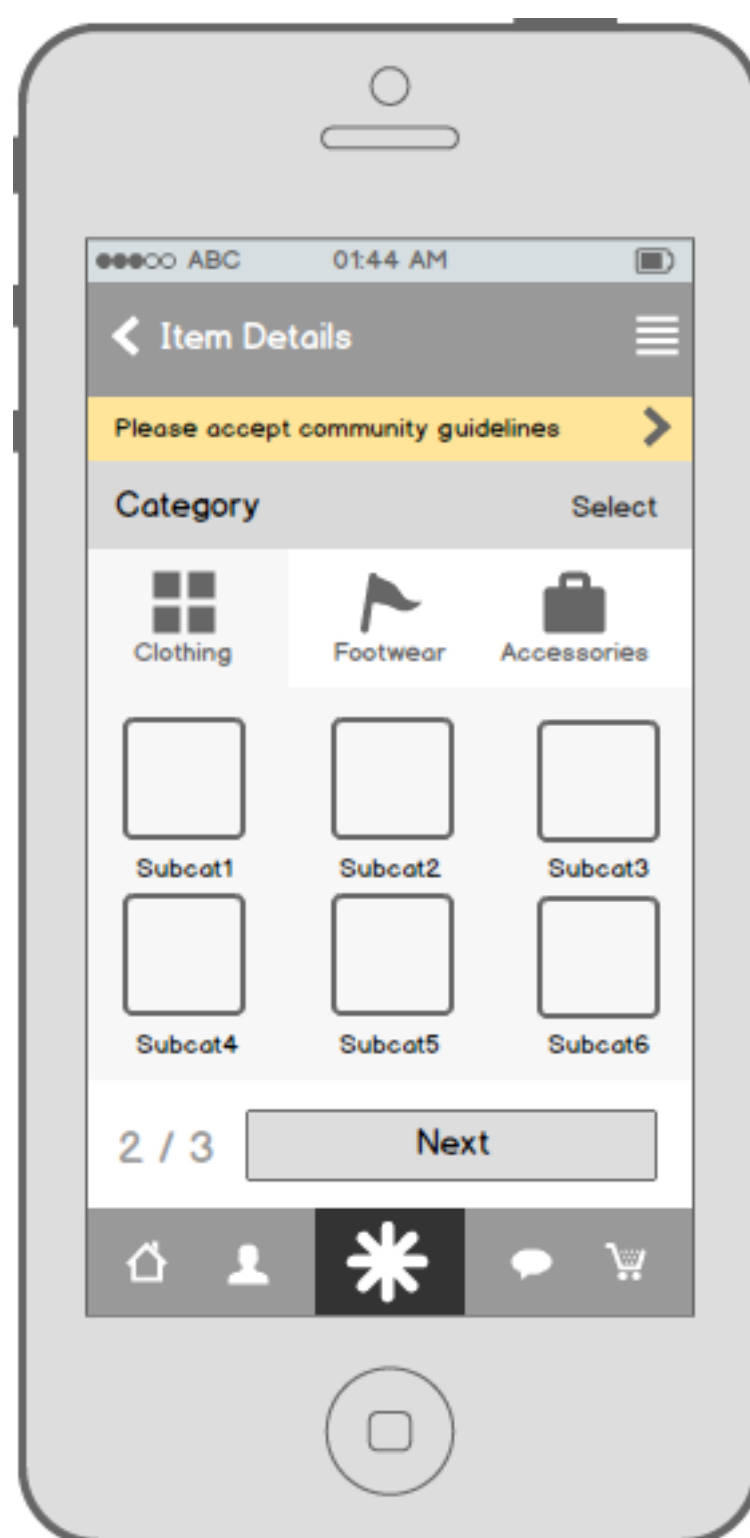 ABC 01:44 AM
Item Details
Please accept community guidelines
Category Select
Clothing Footwear Accessories
Subcat1 Subcat2 Subcat3
Subcat4 Subcat5 Subcat6
2 / 3 Next